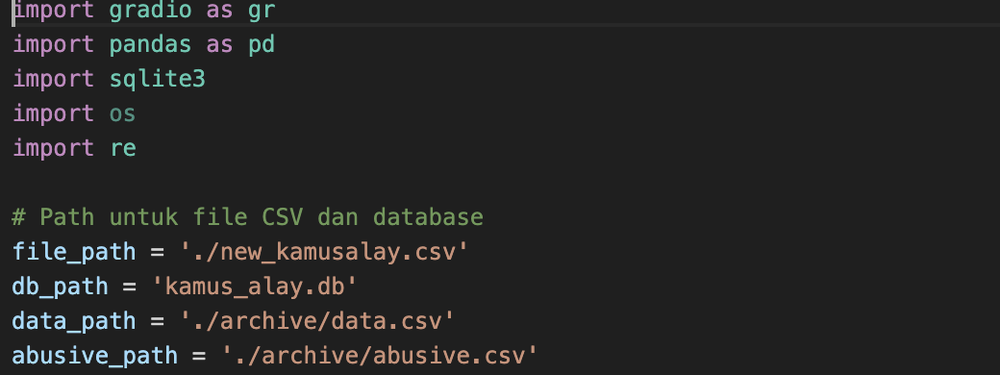 import gradio as gr
import pandas as pd
import sqlite3
import os
import re
# Path untuk file CSV dan database
file_path = './new_kamusalay.csv'
db_path = 'kamus_alay.db'
data_path = './archive/data.csv'
abusive_path = './archive/abusive.csv'